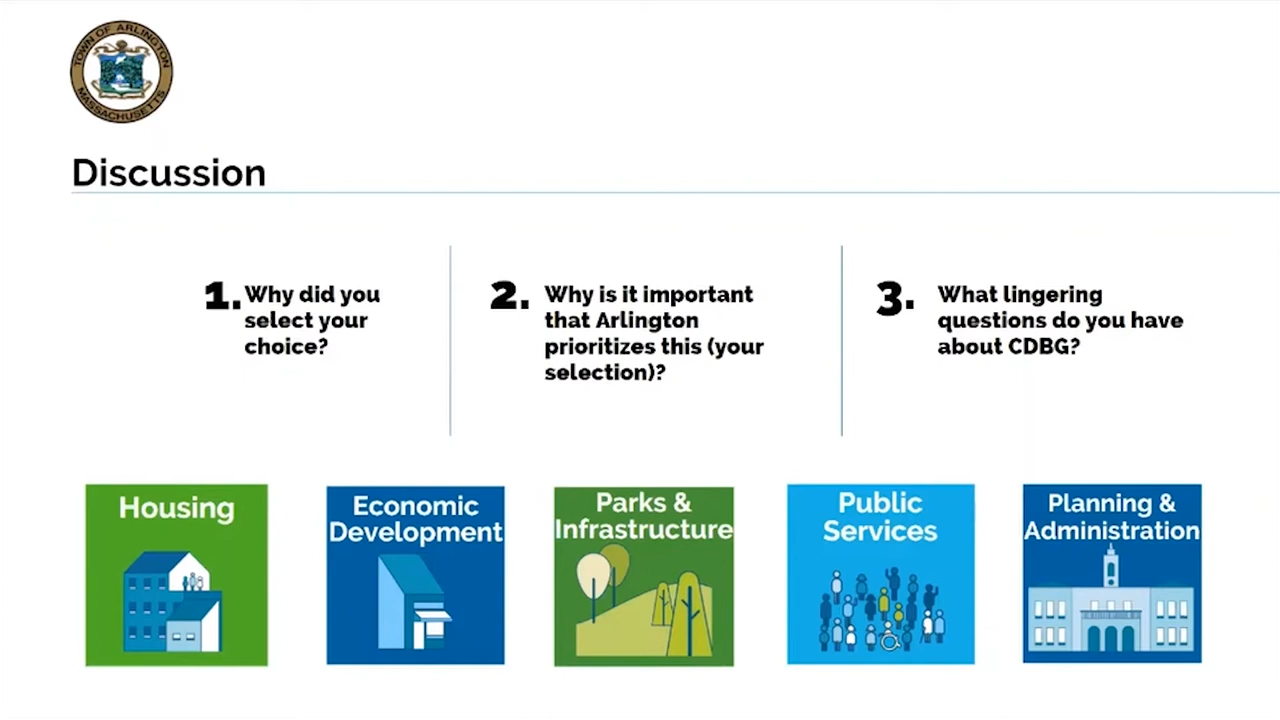 TOWN OF ARLINGTON
MASSACHUSETTS
Discussion
1. Why did you
select your
choice?
2. Why is it important
that Arlington
prioritizes this (your
selection)?
3. What lingering
questions do you have
about CDBG?
Housing
Economic
Development
Parks &
Infrastructure
Public
Services
Planning &
Administration